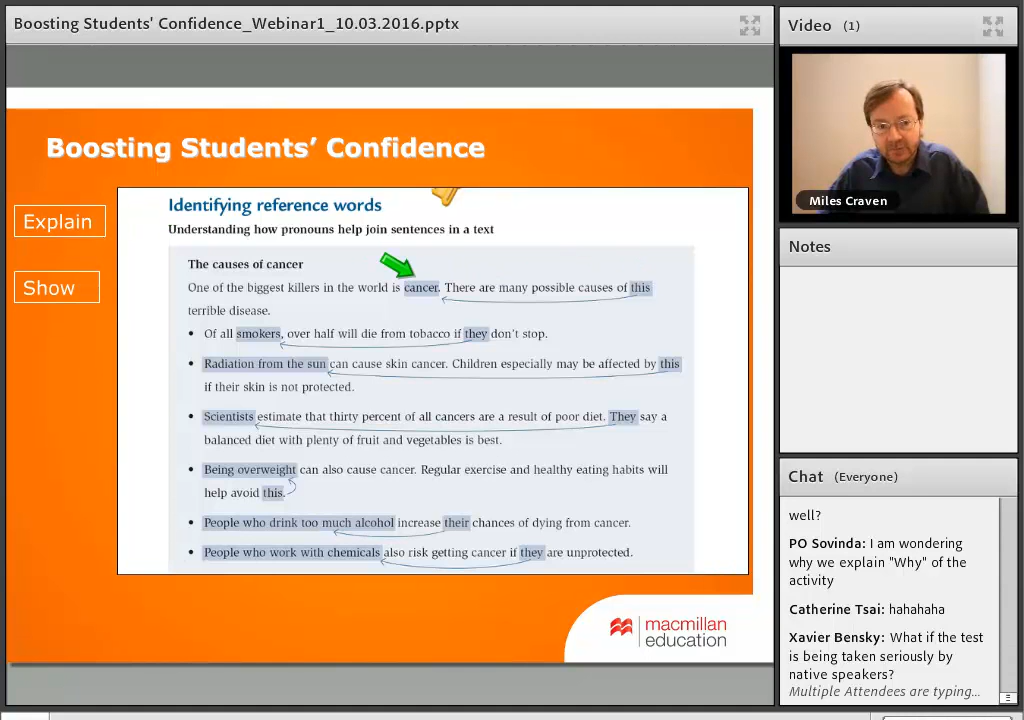 Boosting Students' Confidence_Webinar1_10.03.2016.pptx
Boosting Students' Confidence
Explain
Show
Identifying reference words
Understanding how pronouns help join sentences in a text
The causes of cancer
One of the biggest killers in the world is cancer. There are many possible causes of this
terrible disease.
• Of all smokers, over half will die from tobacco if they don't stop.
• Radiation from the sun can cause skin cancer. Children especially may be affected by this
if their skin is not protected.
• Scientists estimate that thirty percent of all cancers are a result of poor diet. They say a
balanced diet with plenty of fruit and vegetables is best.
• Being overweight can also cause cancer. Regular exercise and healthy eating habits will
help avoid this.
• People who drink too much alcohol increase their chances of dying from cancer.
• People who work with chemicals also risk getting cancer if they are unprotected.
macmillan
education
Video (1)
Miles Craven
Notes
Chat (Everyone)
well?
PO Sovinda: I am wondering
why we explain "Why" of the
activity
Catherine Tsai: hahahaha
Xavier Bensky: What if the test
is being taken seriously by
native speakers?
Multiple Attendees are typing...